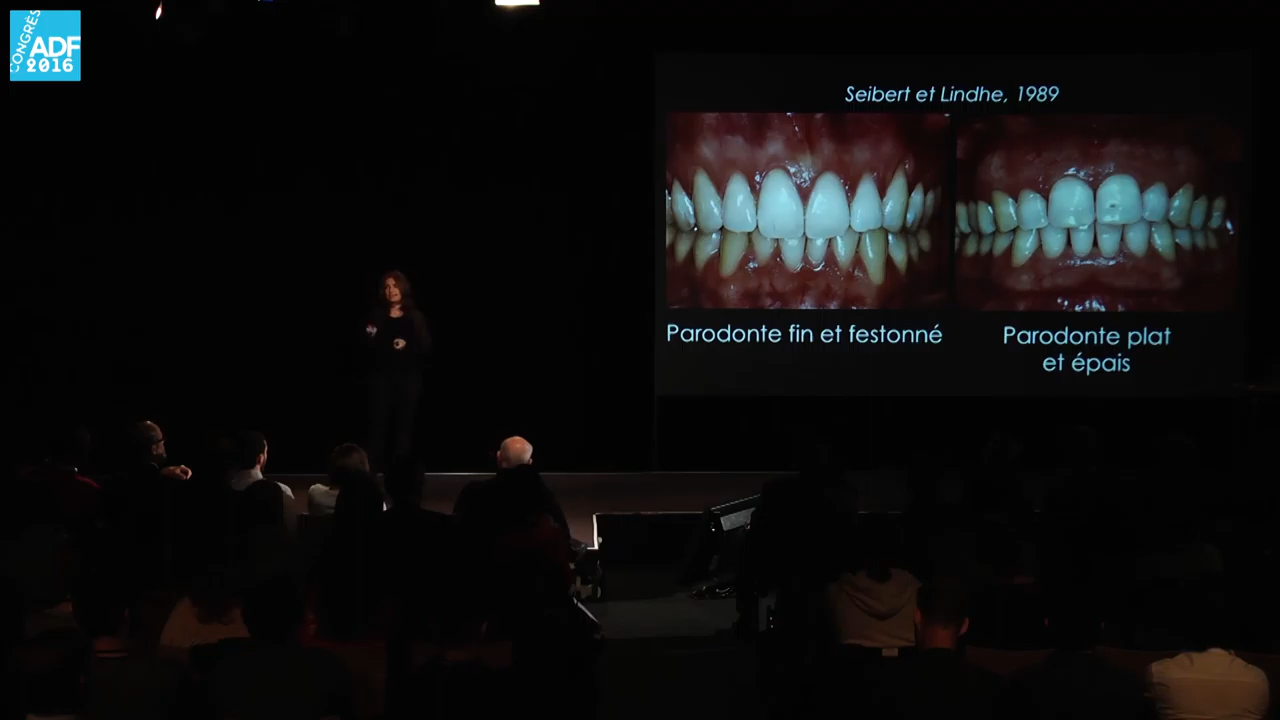 CONGRÈS
ADF
2016
Seibert et Lindhe, 1989
Parodonte fin et festonné
Parodonte plat
et épais